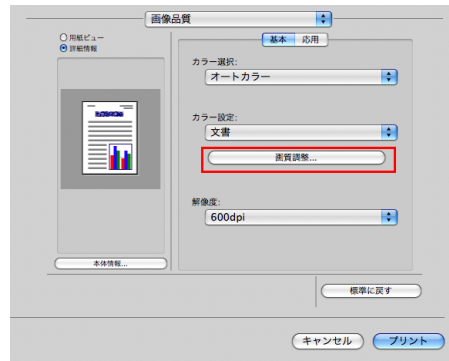 画像品質
用紙ビュー
詳細情報
基本 応用
カラー選択:
オートカラー
カラー設定:
文書
画質調整...
解像度:
600dpi
本体情報...
標準に戻す
キャンセル プリント